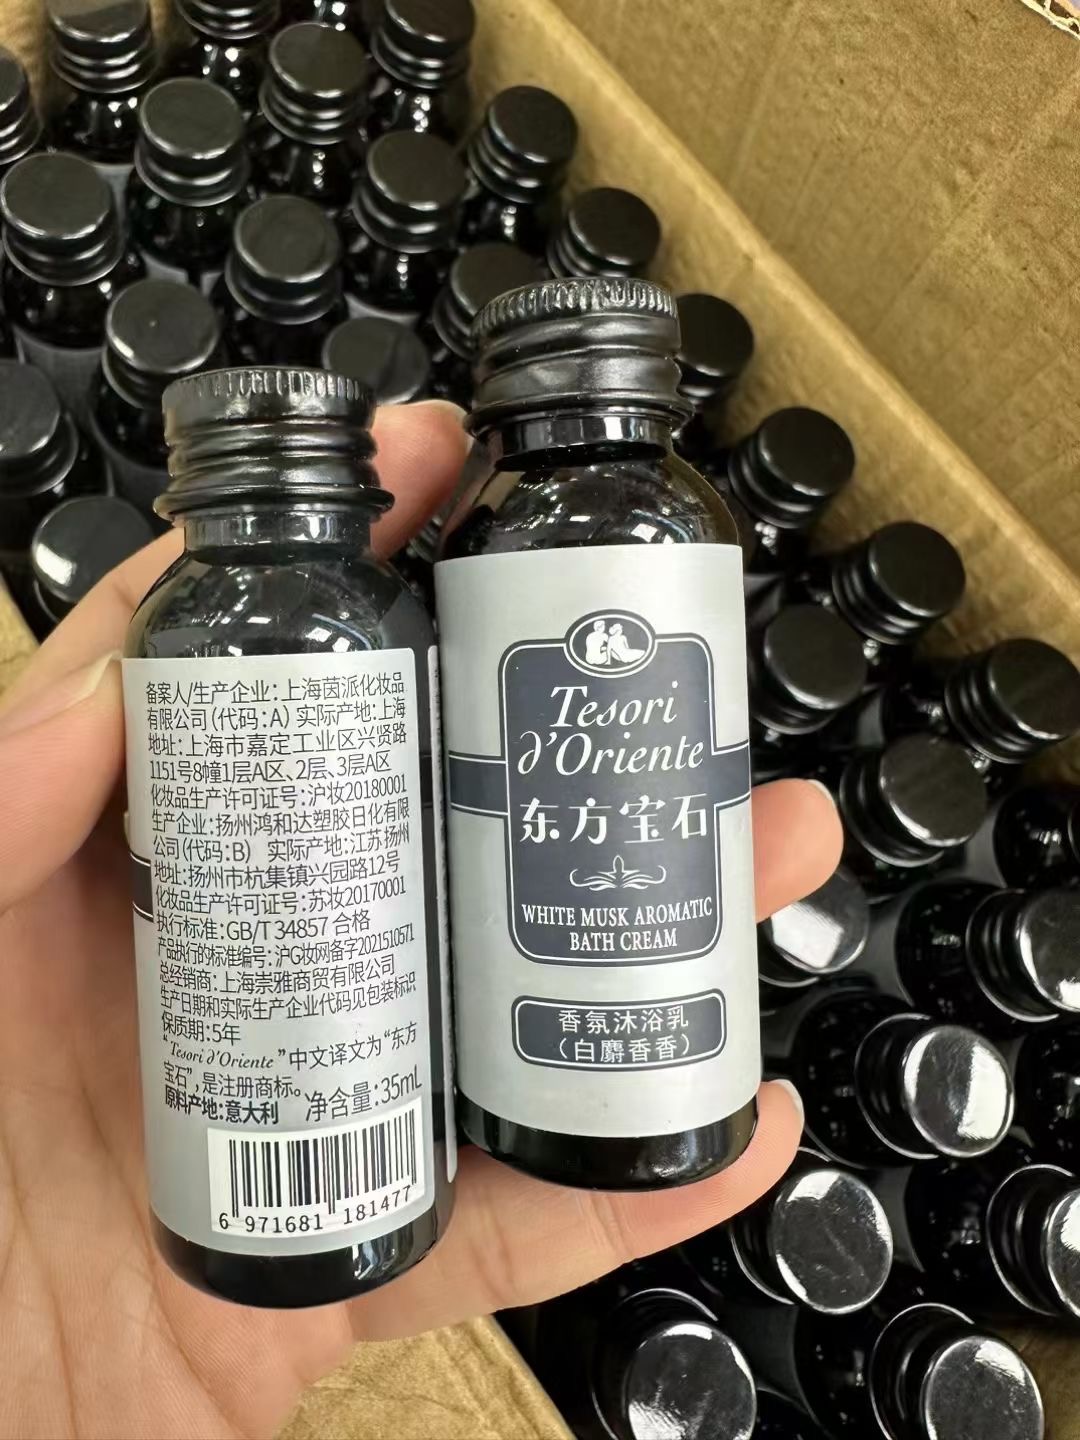 备案人/生产企业:上海茵派化妆品
有限公司(代码:A) 实际产地:上海
地址:上海市嘉定工业区兴贤路
1151号8幢1层A区、2层、3层A区
化妆品生产许可证号:沪妆20180001
生产企业:扬州鸿和达塑胶日化有限
公司(代码:B) 实际产地:江苏扬州
地址:扬州市杭集镇兴园路12号
化妆品生产许可证号:苏妆20170001
执行标准:GB/T 34857 合格
产品执行的标准编号:沪G妆网备字2021510571
总经销商:上海崇雅商贸有限公司
生产日期和实际生产企业代码见包装标识
保质期:5年
“Tesori d'Oriente”中文译文为“东方
宝石”,是注册商标。
原料产地:意大利 净含量:35mL
6 971681 181477
Tesori
d'Oriente
东方宝石
WHITE MUSK AROMATIC
BATH CREAM
香氛沐浴乳
(白麝香香)